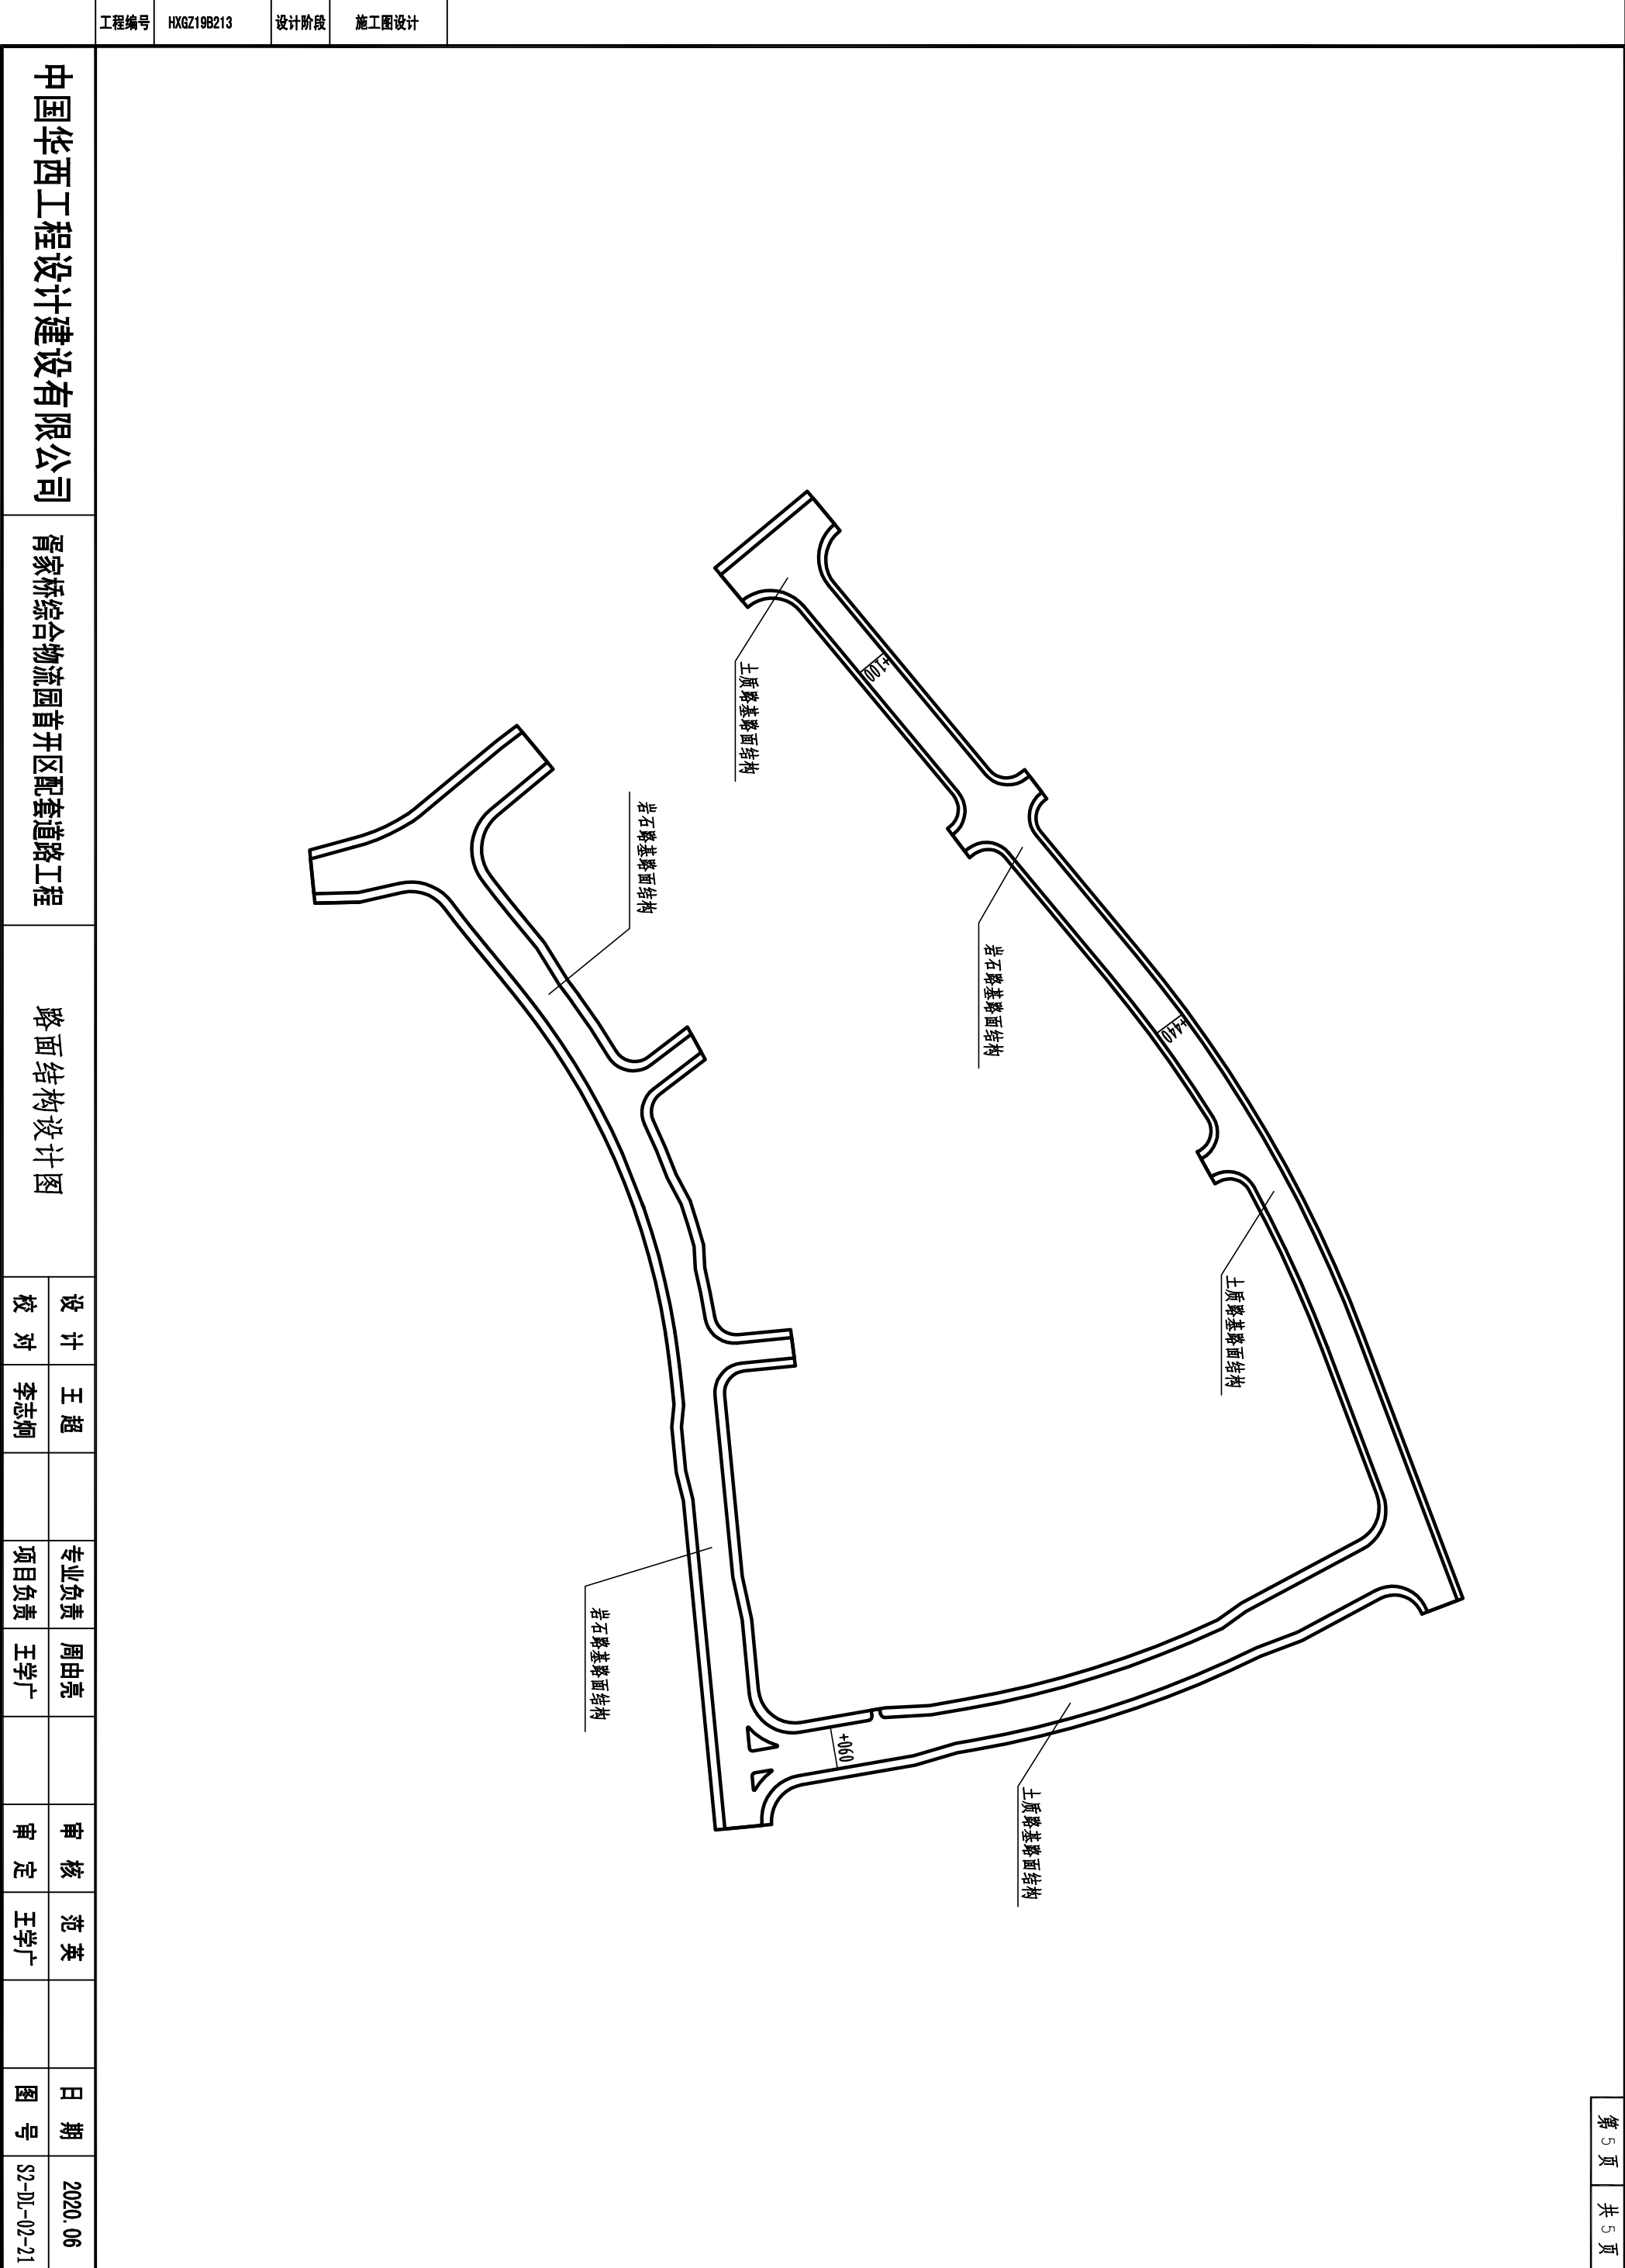 工程编号 HXGZ19B213 设计阶段 施工图设计
第 5 页 共 5 页
土质路基路面结构
岩石路基路面结构
岩石路基路面结构
土质路基路面结构
岩石路基路面结构
土质路基路面结构
+100
+440
+060
中国华西工程设计建设有限公司
胥家桥综合物流园首开区配套道路工程
路面结构设计图
设 计 王 超
校 对 李志炯
专业负责 周由亮
项目负责 王学广
审 核 范 英
审 定 王学广
日 期 2020.06
图 号 S2-DL-02-21